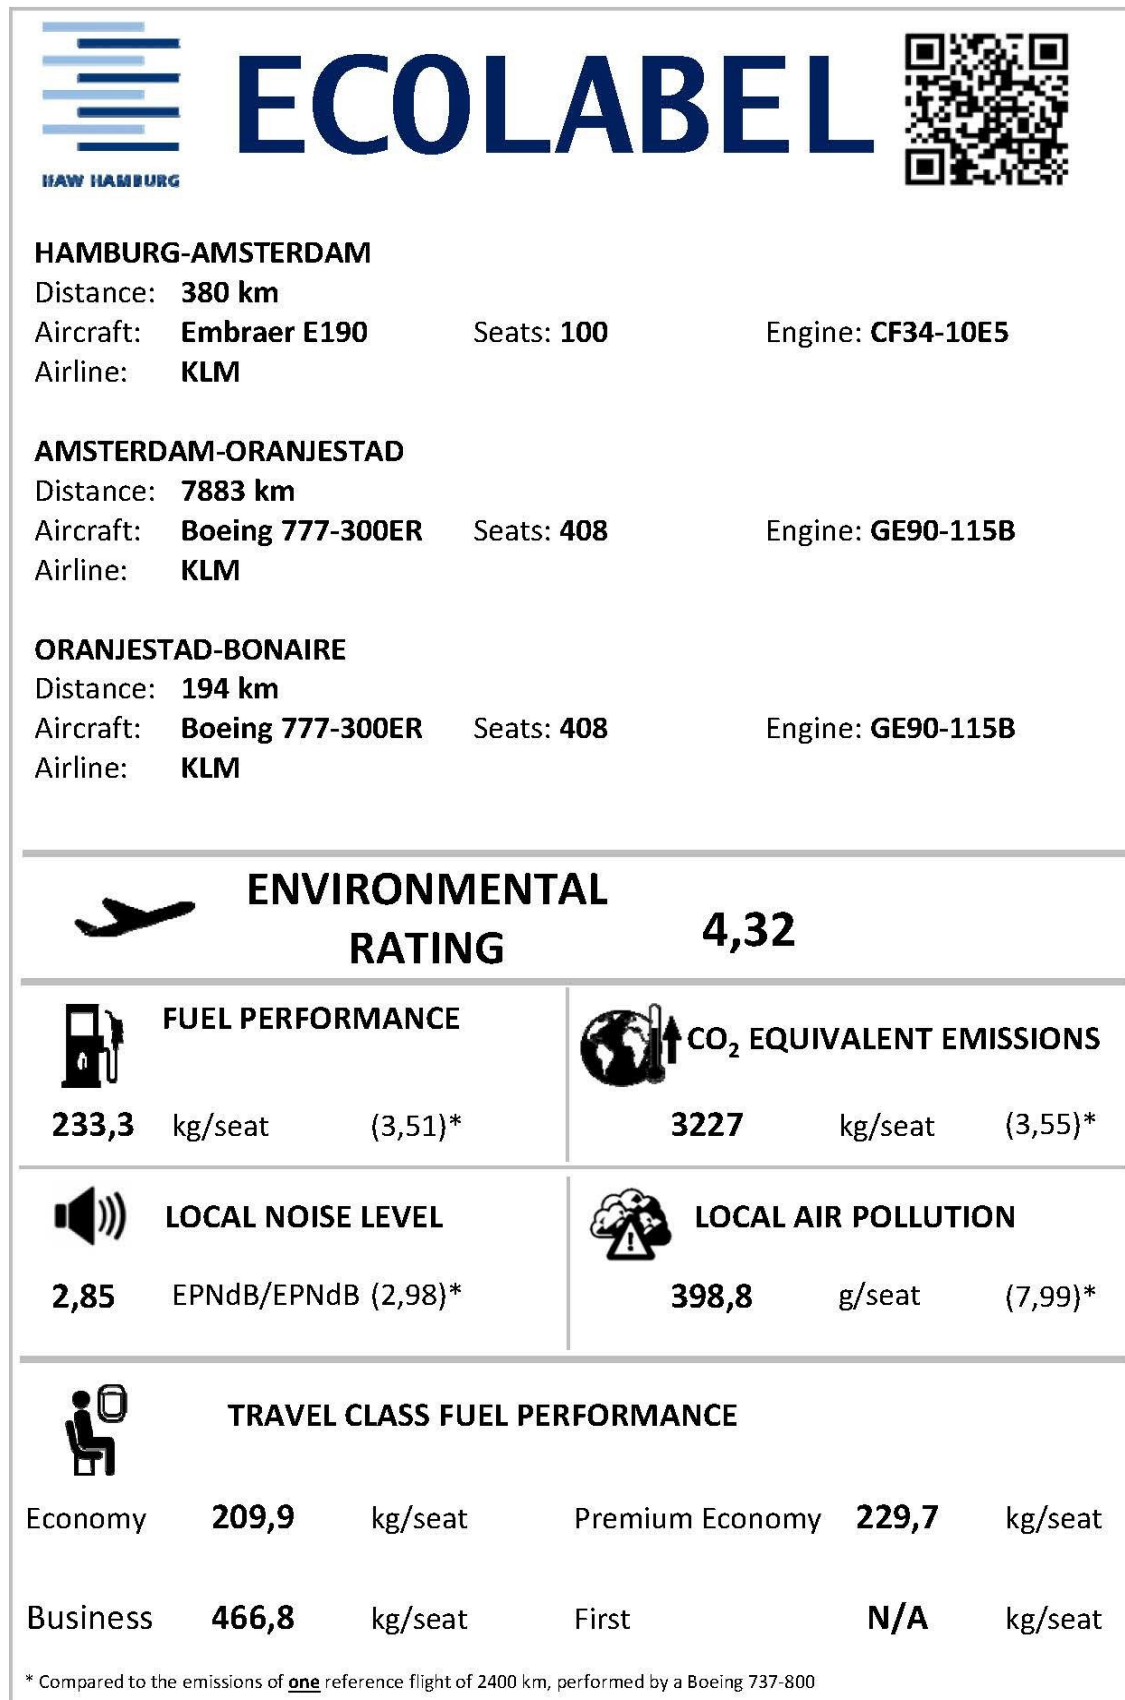 HAW HAMBURG
ECOLABEL
HAMBURG-AMSTERDAM
Distance: 380 km
Aircraft: Embraer E190 Seats: 100 Engine: CF34-10E5
Airline: KLM
AMSTERDAM-ORANJESTAD
Distance: 7883 km
Aircraft: Boeing 777-300ER Seats: 408 Engine: GE90-115B
Airline: KLM
ORANJESTAD-BONAIRE
Distance: 194 km
Aircraft: Boeing 777-300ER Seats: 408 Engine: GE90-115B
Airline: KLM
ENVIRONMENTAL
RATING
4,32
FUEL PERFORMANCE
233,3 kg/seat (3,51)*
CO₂ EQUIVALENT EMISSIONS
3227 kg/seat (3,55)*
LOCAL NOISE LEVEL
2,85 EPNdB/EPNdB (2,98)*
LOCAL AIR POLLUTION
398,8 g/seat (7,99)*
TRAVEL CLASS FUEL PERFORMANCE
Economy 209,9 kg/seat Premium Economy 229,7 kg/seat
Business 466,8 kg/seat First N/A kg/seat
* Compared to the emissions of one reference flight of 2400 km, performed by a Boeing 737-800